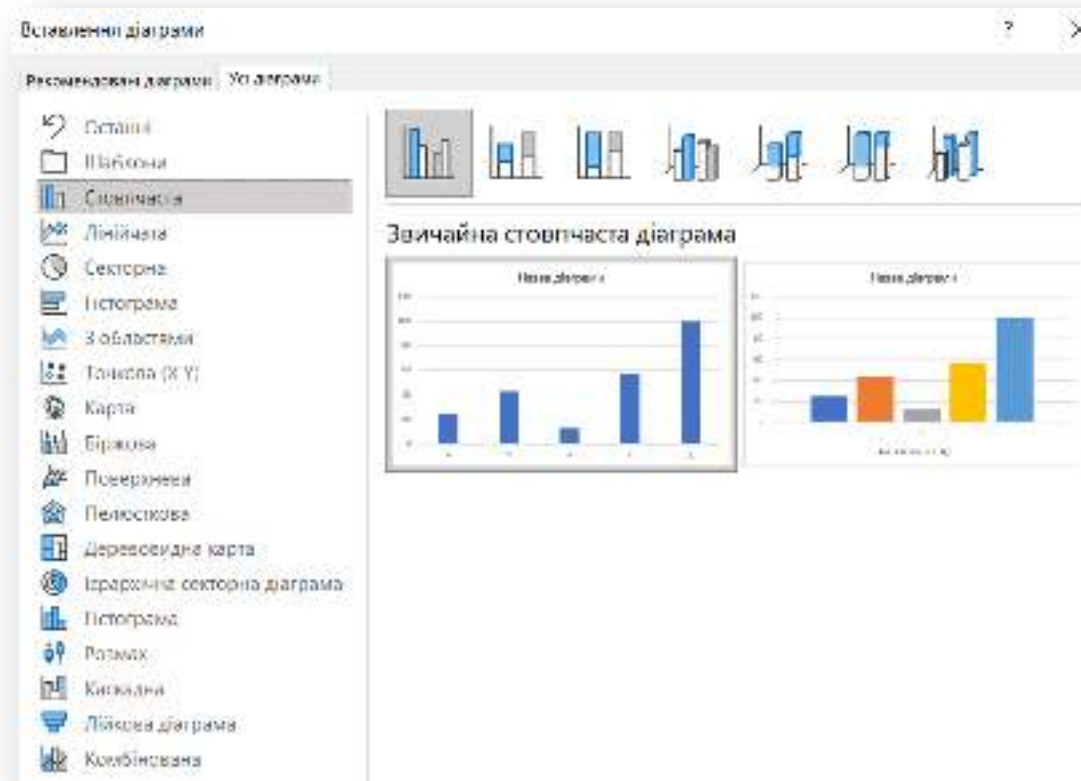 Вставлення діаграми
?
Рекомендовані діаграми Усі діаграми
Останні
Шаблони
Стовпчаста
Лінійчата
Секторна
Гістограма
З областями
Точкова (X Y)
Карта
Біржова
Поверхнева
Пелюсткова
Деревовидна карта
Ієрархічна секторна діаграма
Гістограма
Розмах
Каскадна
Лійкова діаграма
Комбінована
Звичайна стовпчаста діаграма
Назва діаграми
Назва діаграми